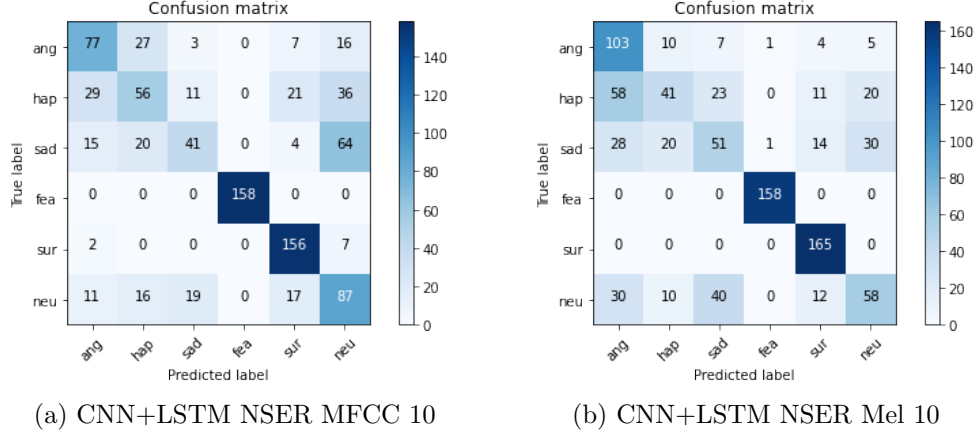 Confusion matrix
True label
ang 77 27 3 0 7 16
hap 29 56 11 0 21 36
sad 15 20 41 0 4 64
fea 0 0 0 158 0 0
sur 2 0 0 0 156 7
neu 11 16 19 0 17 87
ang hap sad fea sur neu
Predicted label
140
120
100
80
60
40
20
0
(a) CNN+LSTM NSER MFCC 10
Confusion matrix
True label
ang 103 10 7 1 4 5
hap 58 41 23 0 11 20
sad 28 20 51 1 14 30
fea 0 0 0 158 0 0
sur 0 0 0 0 165 0
neu 30 10 40 0 12 58
ang hap sad fea sur neu
Predicted label
160
140
120
100
80
60
40
20
0
(b) CNN+LSTM NSER Mel 10